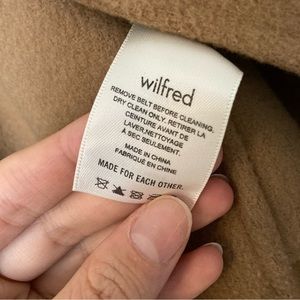 wilfred
REMOVE BELT BEFORE CLEANING.
DRY CLEAN ONLY. RETIRER LA
CEINTURE AVANT DE
LAVER,NETTOYAGE
À SEC SEULEMENT.
MADE IN CHINA
FABRIQUÉ EN CHINE
MADE FOR EACH OTHER.